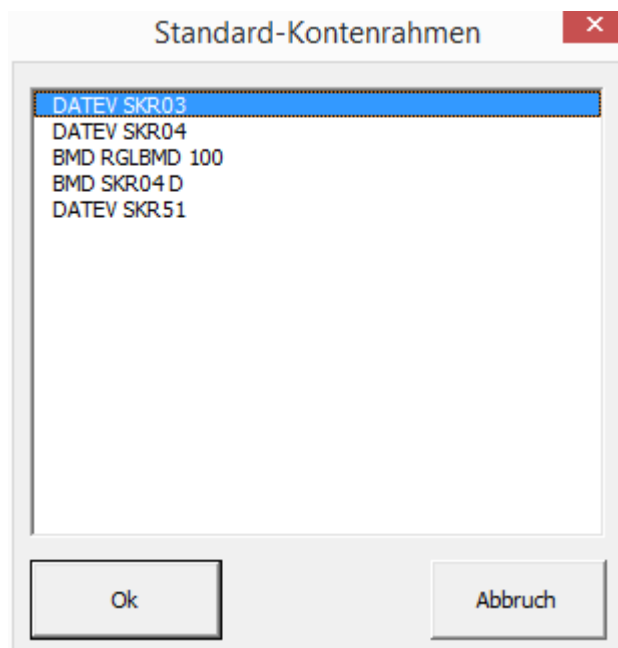 Standard-Kontenrahmen
DATEV SKR03
DATEV SKR04
BMD RGLBMD 100
BMD SKR04 D
DATEV SKR51
Ok
Abbruch